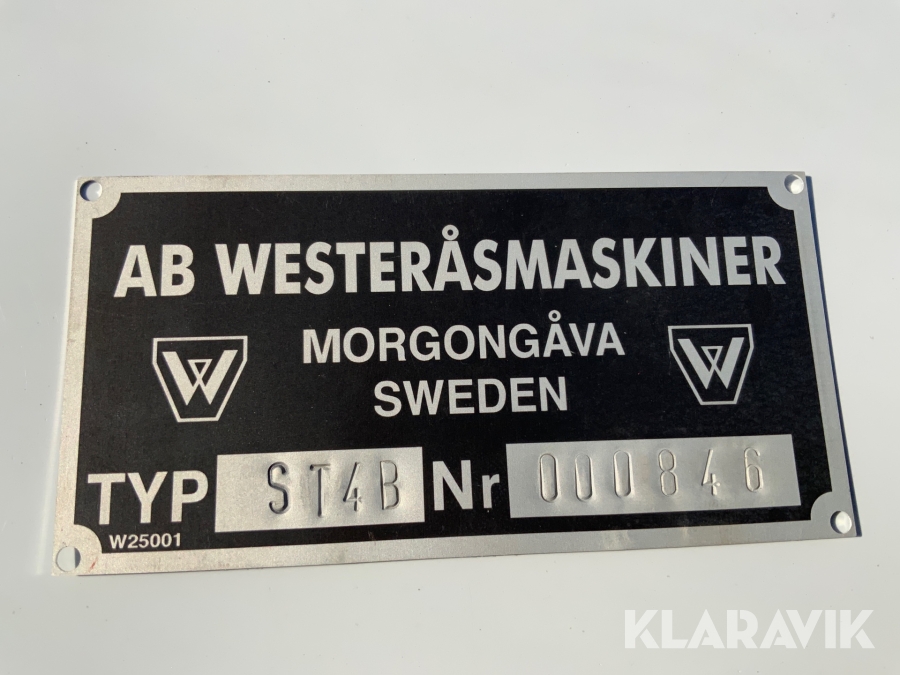 AB WESTERÅSMASKINER
W MORGONGÅVA W
SWEDEN
TYP ST4B Nr 000846
W25001
KLARAVIK